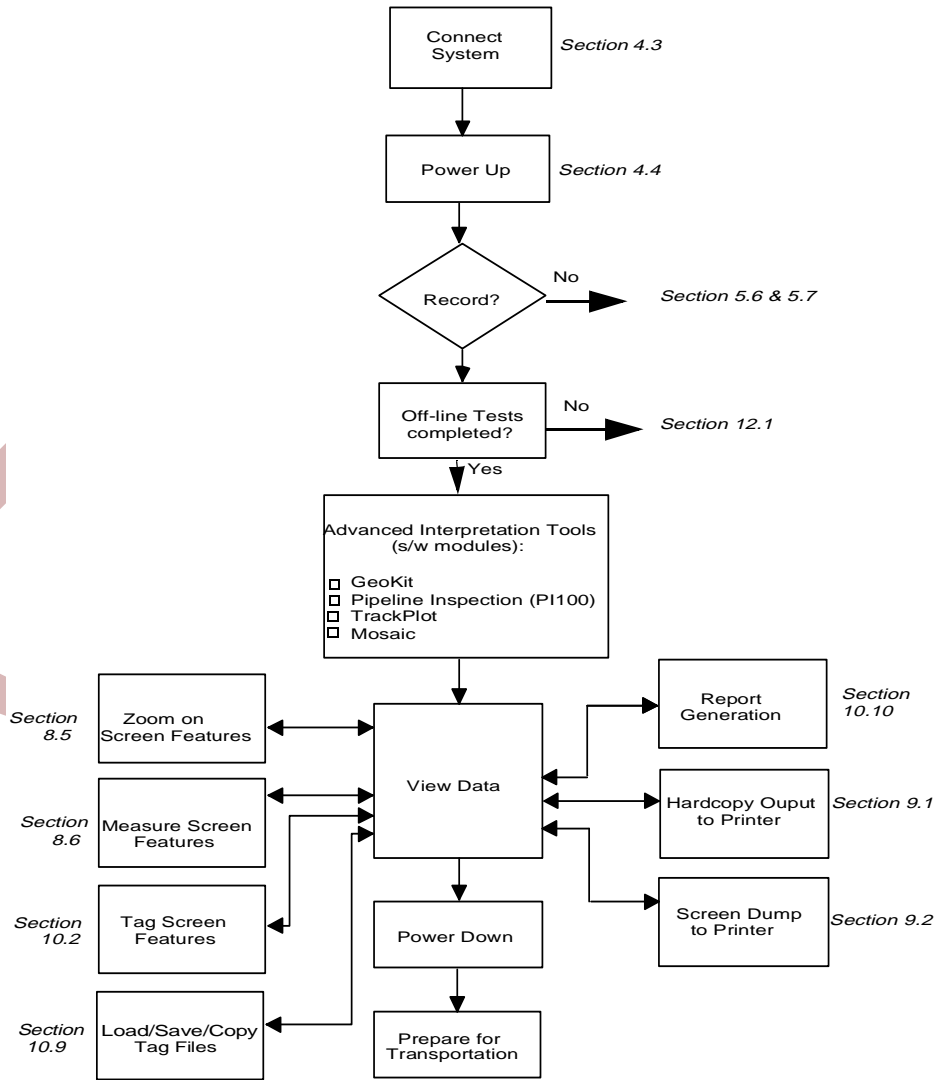 Connect
System
Section 4.3
Power Up
Section 4.4
Record?
No
Section 5.6 & 5.7
Off-line Tests
completed?
No
Section 12.1
Yes
Advanced Interpretation Tools
(s/w modules):
GeoKit
Pipeline Inspection (PI100)
TrackPlot
Mosaic
Section
8.5
Zoom on
Screen Features
Section
8.6
Measure Screen
Features
Section
10.2
Tag Screen
Features
Section
10.9
Load/Save/Copy
Tag Files
View Data
Report
Generation
Section
10.10
Hardcopy Ouput
to Printer
Section 9.1
Screen Dump
to Printer
Section 9.2
Power Down
Prepare for
Transportation